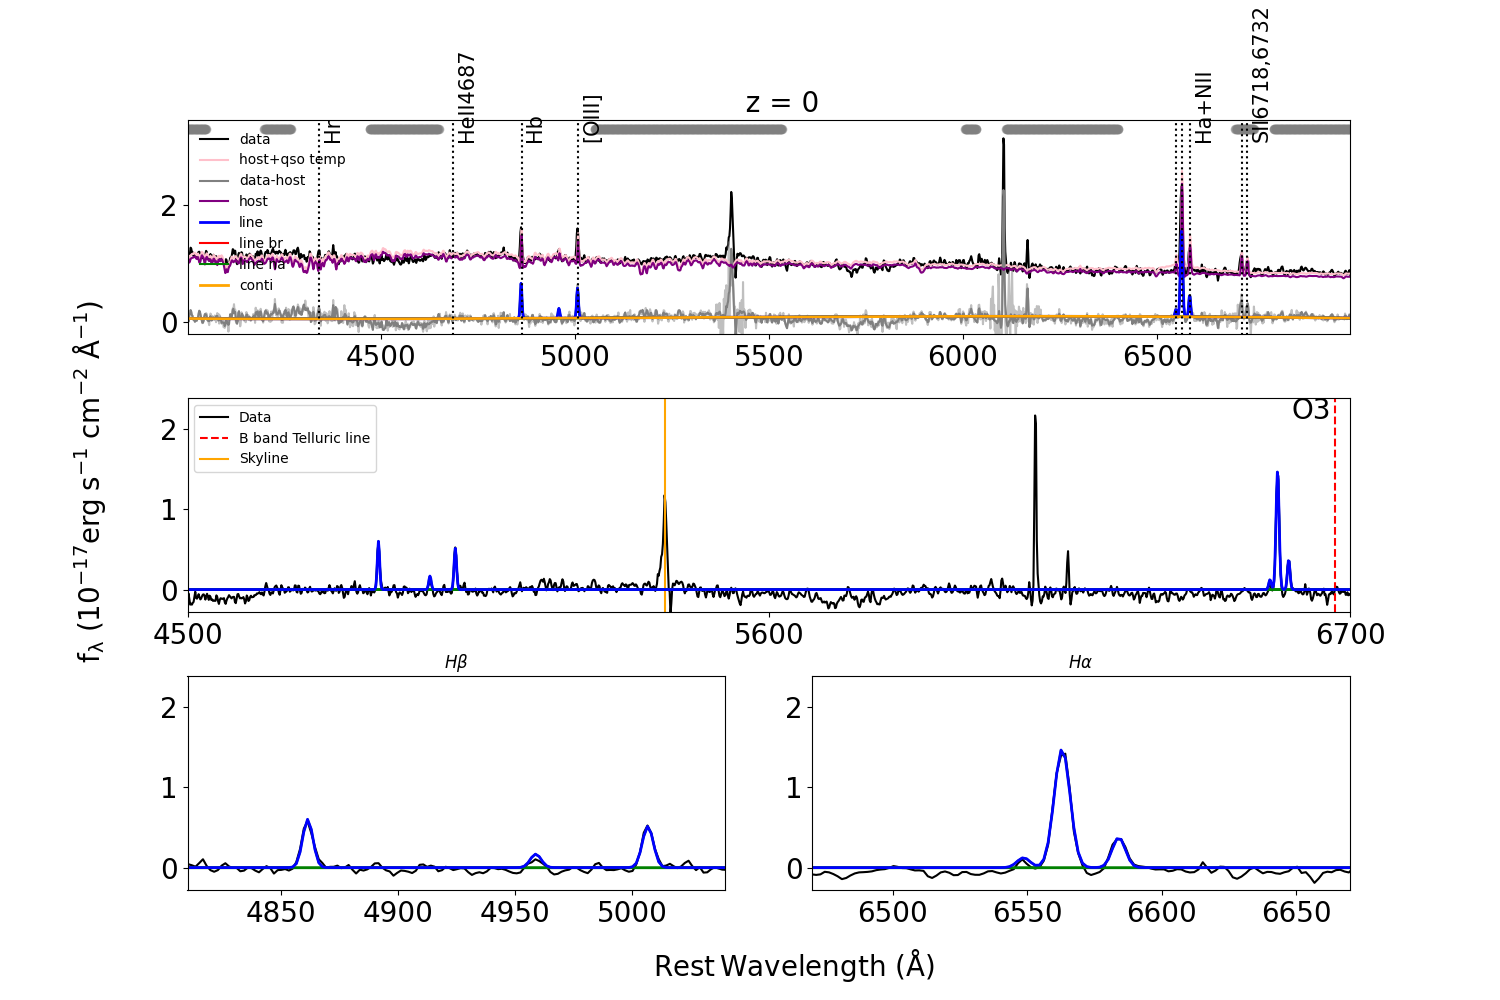 z = 0
Hr
HeII4687
Hb
[OIII]
Ha+NII
SII6718,6732
data
host+qso temp
data-host
host
line
line br
line na
conti
2
0
4500 5000 5500 6000 6500
f_λ (10^−17 erg s^−1 cm^−2 Å^−1)
Data
B band Telluric line
Skyline
O3
2
1
0
4500 5600 6700
Hβ
2
1
0
4850 4900 4950 5000
Hα
2
1
0
6500 6550 6600 6650
Rest Wavelength (Å)